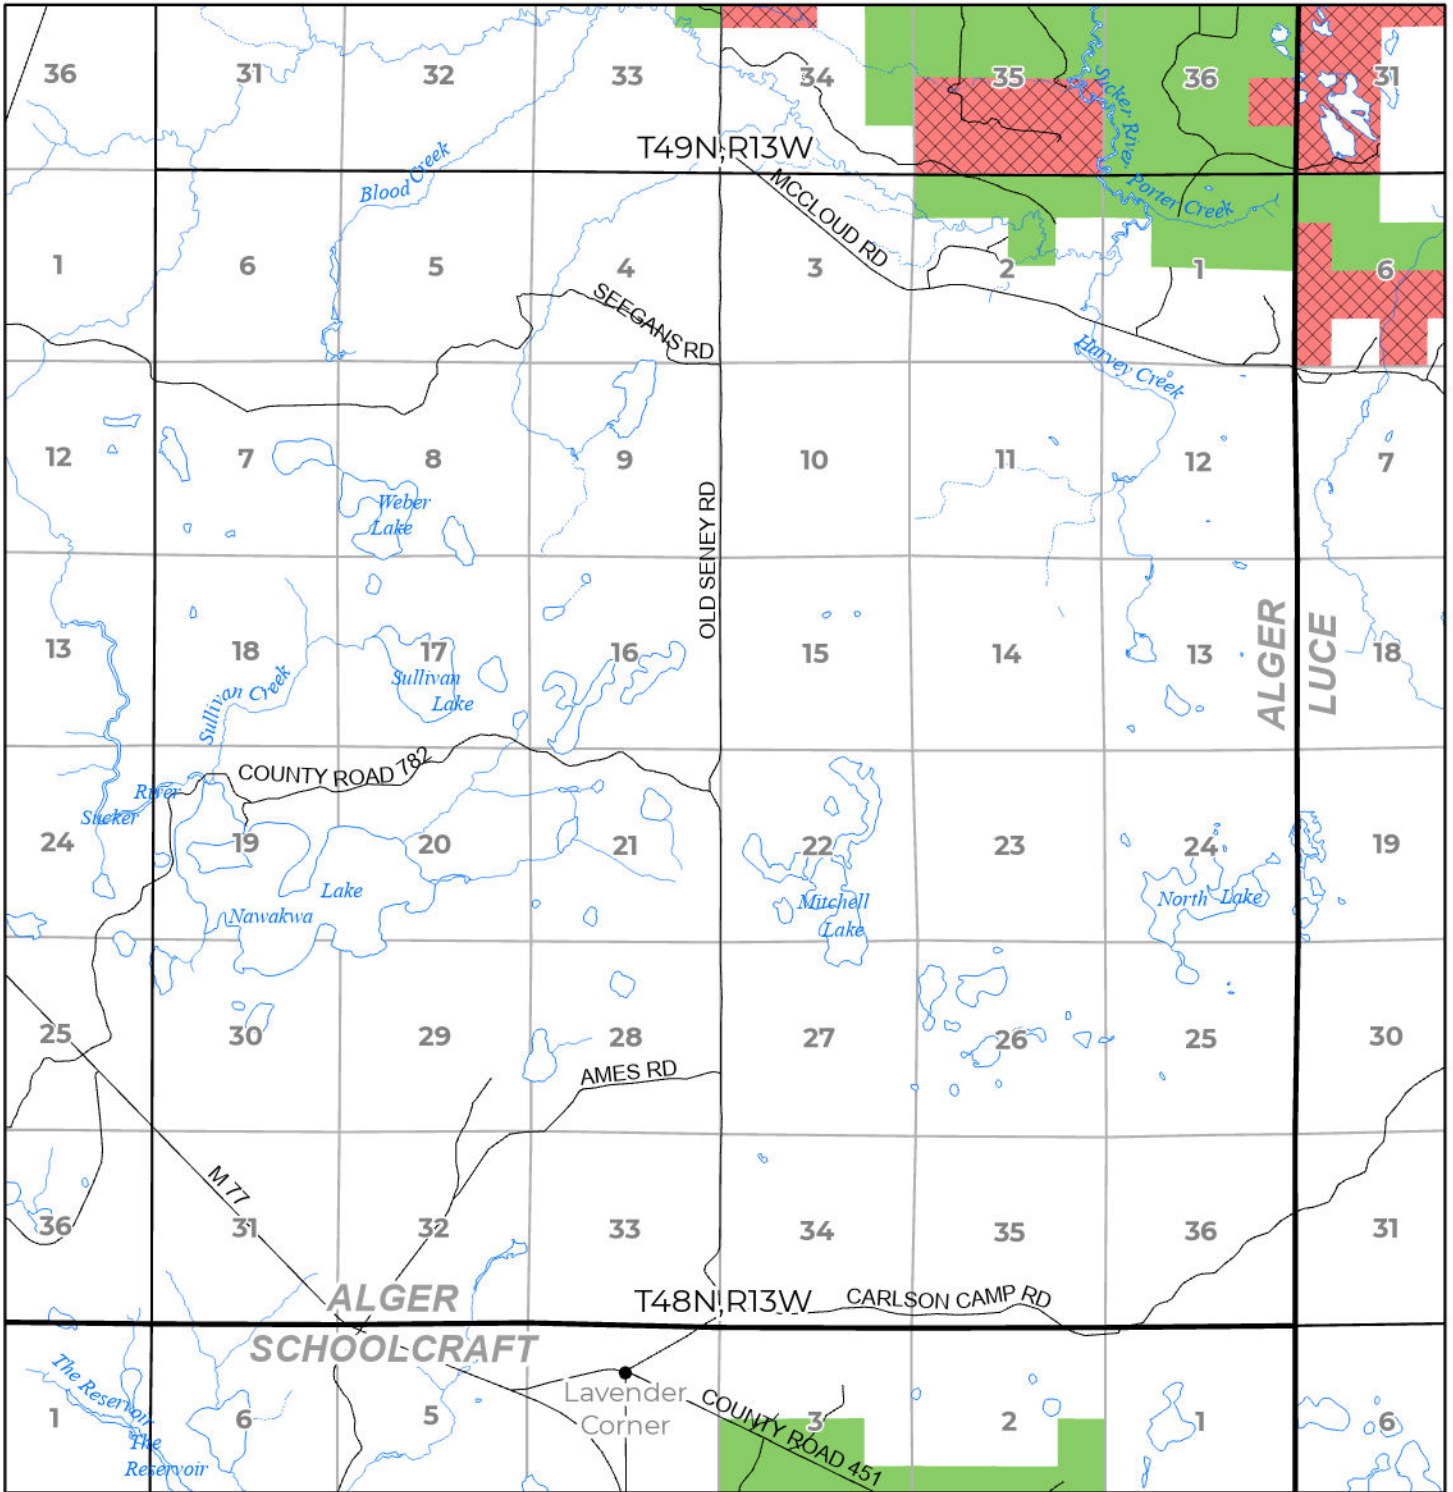 36 31 32 33 34 35 36 31
Sucker River
T49N,R13W
Blood Creek
Porter Creek
MCCLOUD RD
1 6 5 4 3 2 1 6
SEEGANS RD
Harvey Creek
12 7 8 9 10 11 12 7
Weber
Lake
OLD SENEY RD
ALGER
LUCE
13 18 17 16 15 14 13 18
Sullivan
Lake
Sullivan Creek
COUNTY ROAD 782
River
Sucker
24 19 20 21 22 23 24 19
Lake
Nawakwa
Mitchell
Lake
North Lake
25 30 29 28 27 26 25 30
AMES RD
M 77
36 31 32 33 34 35 36 31
ALGER
T48N,R13W
CARLSON CAMP RD
SCHOOLCRAFT
The Reservoir
Lavender
Corner
COUNTY ROAD 451
1 6 5 3 2 1 6
The
Reservoir